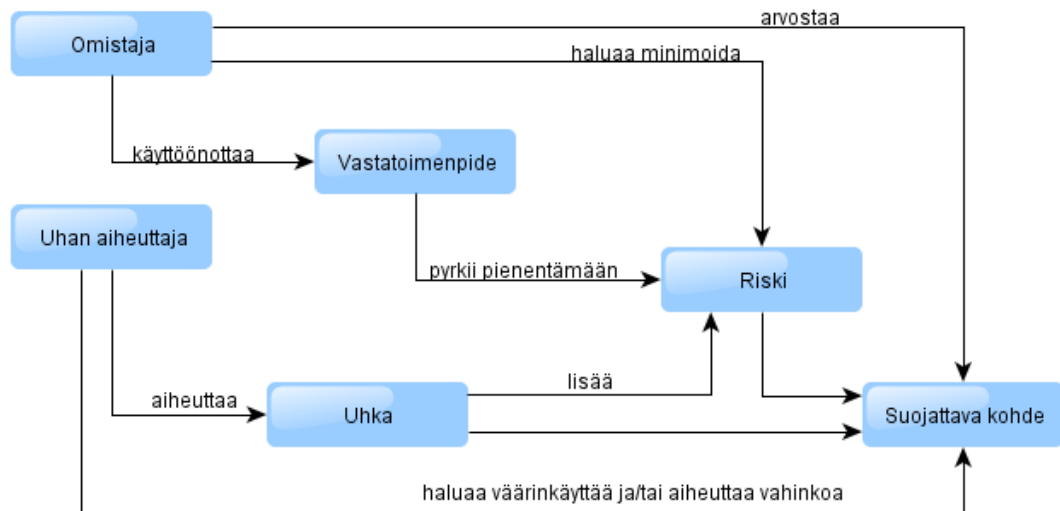 arvostaa
Omistaja
haluaa minimoida
käyttöönottaa
Vastatoimenpide
Uhan aiheuttaja
pyrkii pienentämään
Riski
lisää
aiheuttaa
Uhka
Suojattava kohde
haluaa väärinkäyttää ja/tai aiheuttaa vahinkoa